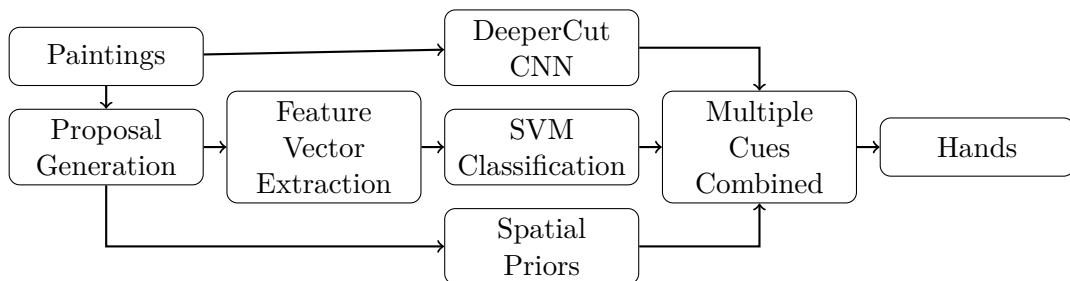 Paintings
DeeperCut
CNN
Proposal
Generation
Feature
Vector
Extraction
SVM
Classification
Multiple
Cues
Combined
Hands
Spatial
Priors